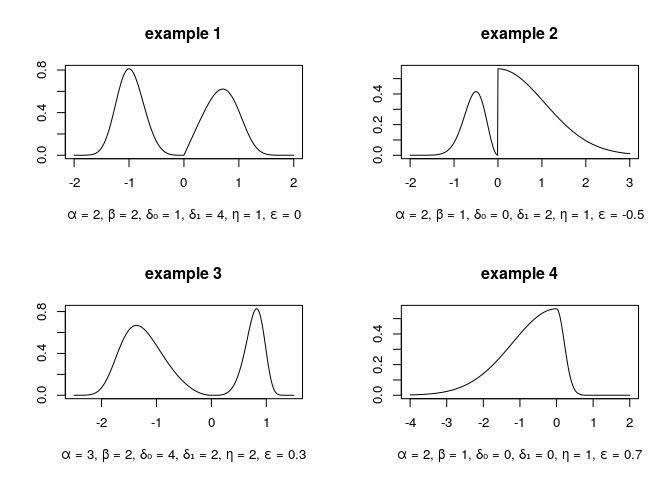 example 1
0.0 0.4 0.8
-2 -1 0 1 2
α = 2, β = 2, δ₀ = 1, δ₁ = 4, η = 1, ε = 0
example 2
0.0 0.2 0.4
-2 -1 0 1 2 3
α = 2, β = 1, δ₀ = 0, δ₁ = 2, η = 1, ε = -0.5
example 3
0.0 0.4 0.8
-2 -1 0 1
α = 3, β = 2, δ₀ = 4, δ₁ = 2, η = 2, ε = 0.3
example 4
0.0 0.2 0.4
-4 -3 -2 -1 0 1 2
α = 2, β = 1, δ₀ = 0, δ₁ = 0, η = 1, ε = 0.7